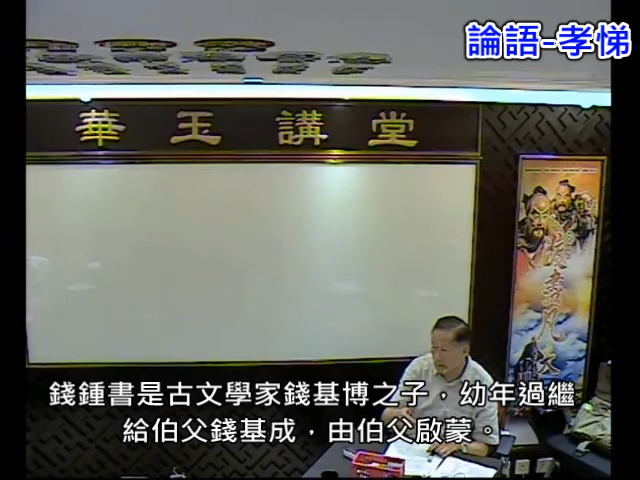 論語-孝悌
華玉講堂
錢鍾書是古文學家錢基博之子，幼年過繼
給伯父錢基成，由伯父啟蒙。